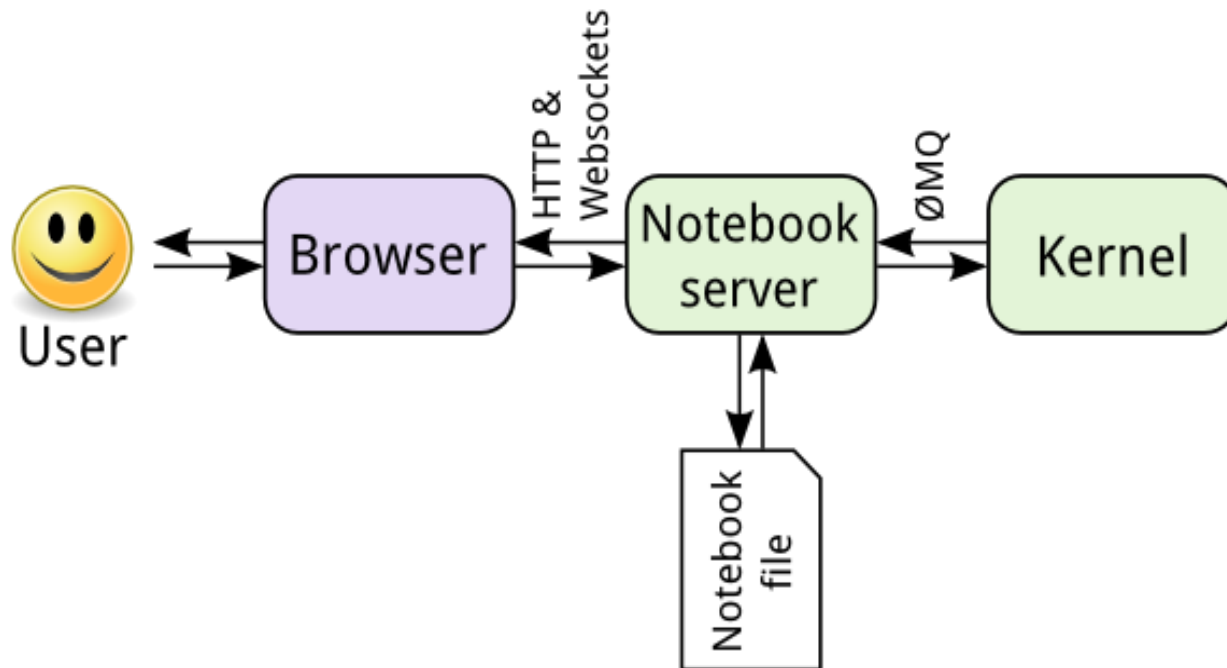 HTTP &
Websockets
ØMQ
User
Browser
Notebook
server
Kernel
Notebook
file